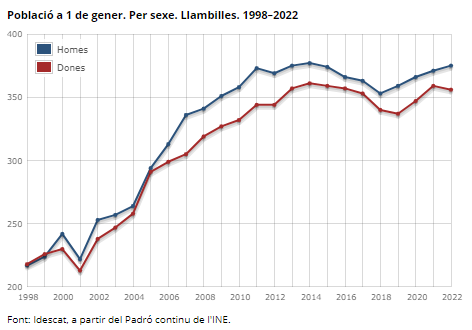 Població a 1 de gener. Per sexe. Llambilles. 1998–2022
400
Homes
Dones
350
300
250
200
1998 2000 2002 2004 2006 2008 2010 2012 2014 2016 2018 2020 2022
Font: Idescat, a partir del Padró continu de l'INE.